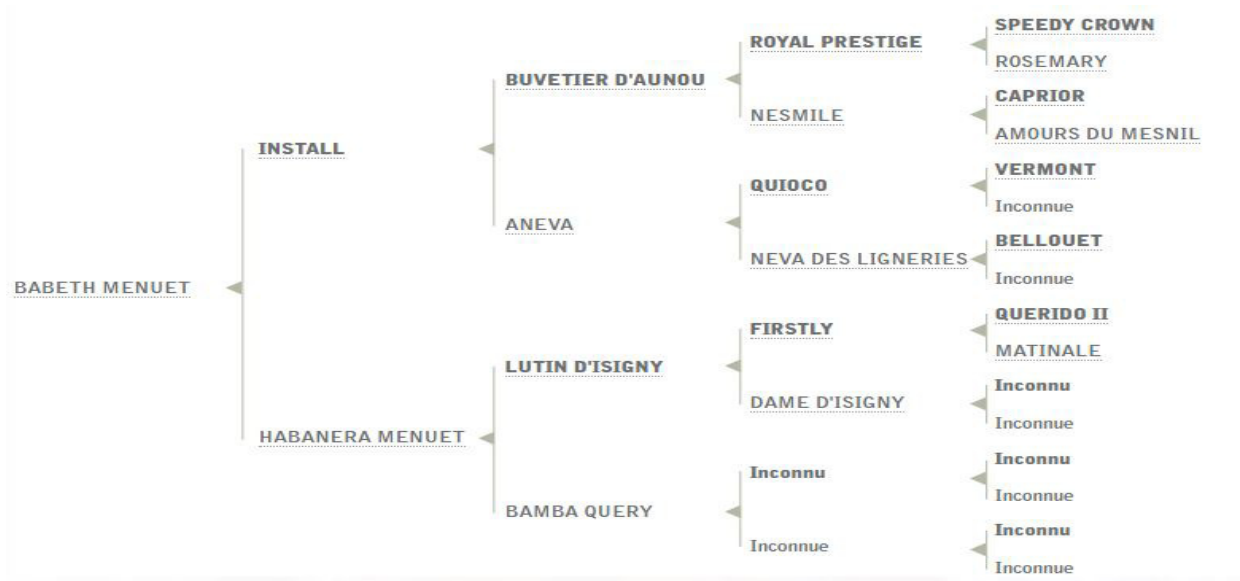 SPEEDY CROWN
ROYAL PRESTIGE
ROSEMARY
BUVETIER D'AUNOU
CAPRIOR
NESMILE
AMOURS DU MESNIL
INSTALL
VERMONT
QUIOCO
Inconnue
ANEVA
BELLOUET
NEVA DES LIGNERIES
Inconnue
BABETH MENUET
QUERIDO II
FIRSTLY
MATINALE
LUTIN D'ISIGNY
Inconnu
DAME D'ISIGNY
Inconnue
HABANERA MENUET
Inconnu
Inconnu
Inconnue
BAMBA QUERY
Inconnu
Inconnue
Inconnue